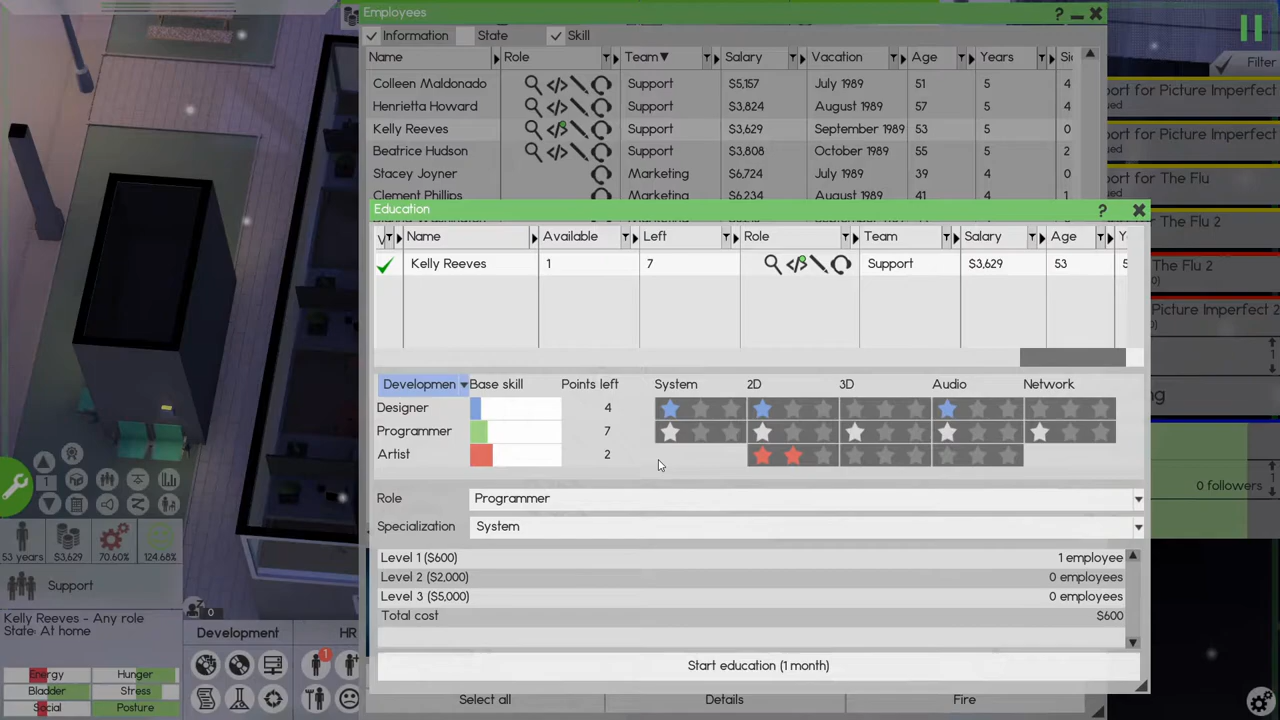 Employees
? 
Information State Skill
Name Role Team Salary Vacation Age Years
Colleen Maldonado Support $5,157 July 1989 51 5 4
Henrietta Howard Support $3,824 August 1989 57 5 4
Kelly Reeves Support $3,629 September 1989 53 5 0
Beatrice Hudson Support $3,808 October 1989 55 5 2
Stacey Joyner Marketing $6,724 July 1989 39 4 0
Clement Phillips Marketing $6,234 August 1989 41 4 1
Filter
port for Picture Imperfect
ued
port for Picture Imperfect
ued
port for The Flu
port for The Flu 2
The Flu 2
Picture Imperfect 2
0 followers
Education
?
Name Available Left Role Team Salary Age
Kelly Reeves 1 7 Support $3,629 53 5
Developmen Base skill Points left System 2D 3D Audio Network
Designer 4
Programmer 7
Artist 2
Role Programmer
Specialization System
Level 1 ($600) 1 employee
Level 2 ($2,000) 0 employees
Level 3 ($5,000) 0 employees
Total cost $600
Start education (1 month)
Select all Details Fire
1
53 years $3,629 70.60% 124.68%
Support
Kelly Reeves - Any role
State: At home
Energy Hunger
Bladder Stress
Social Posture
0
Development HR
1